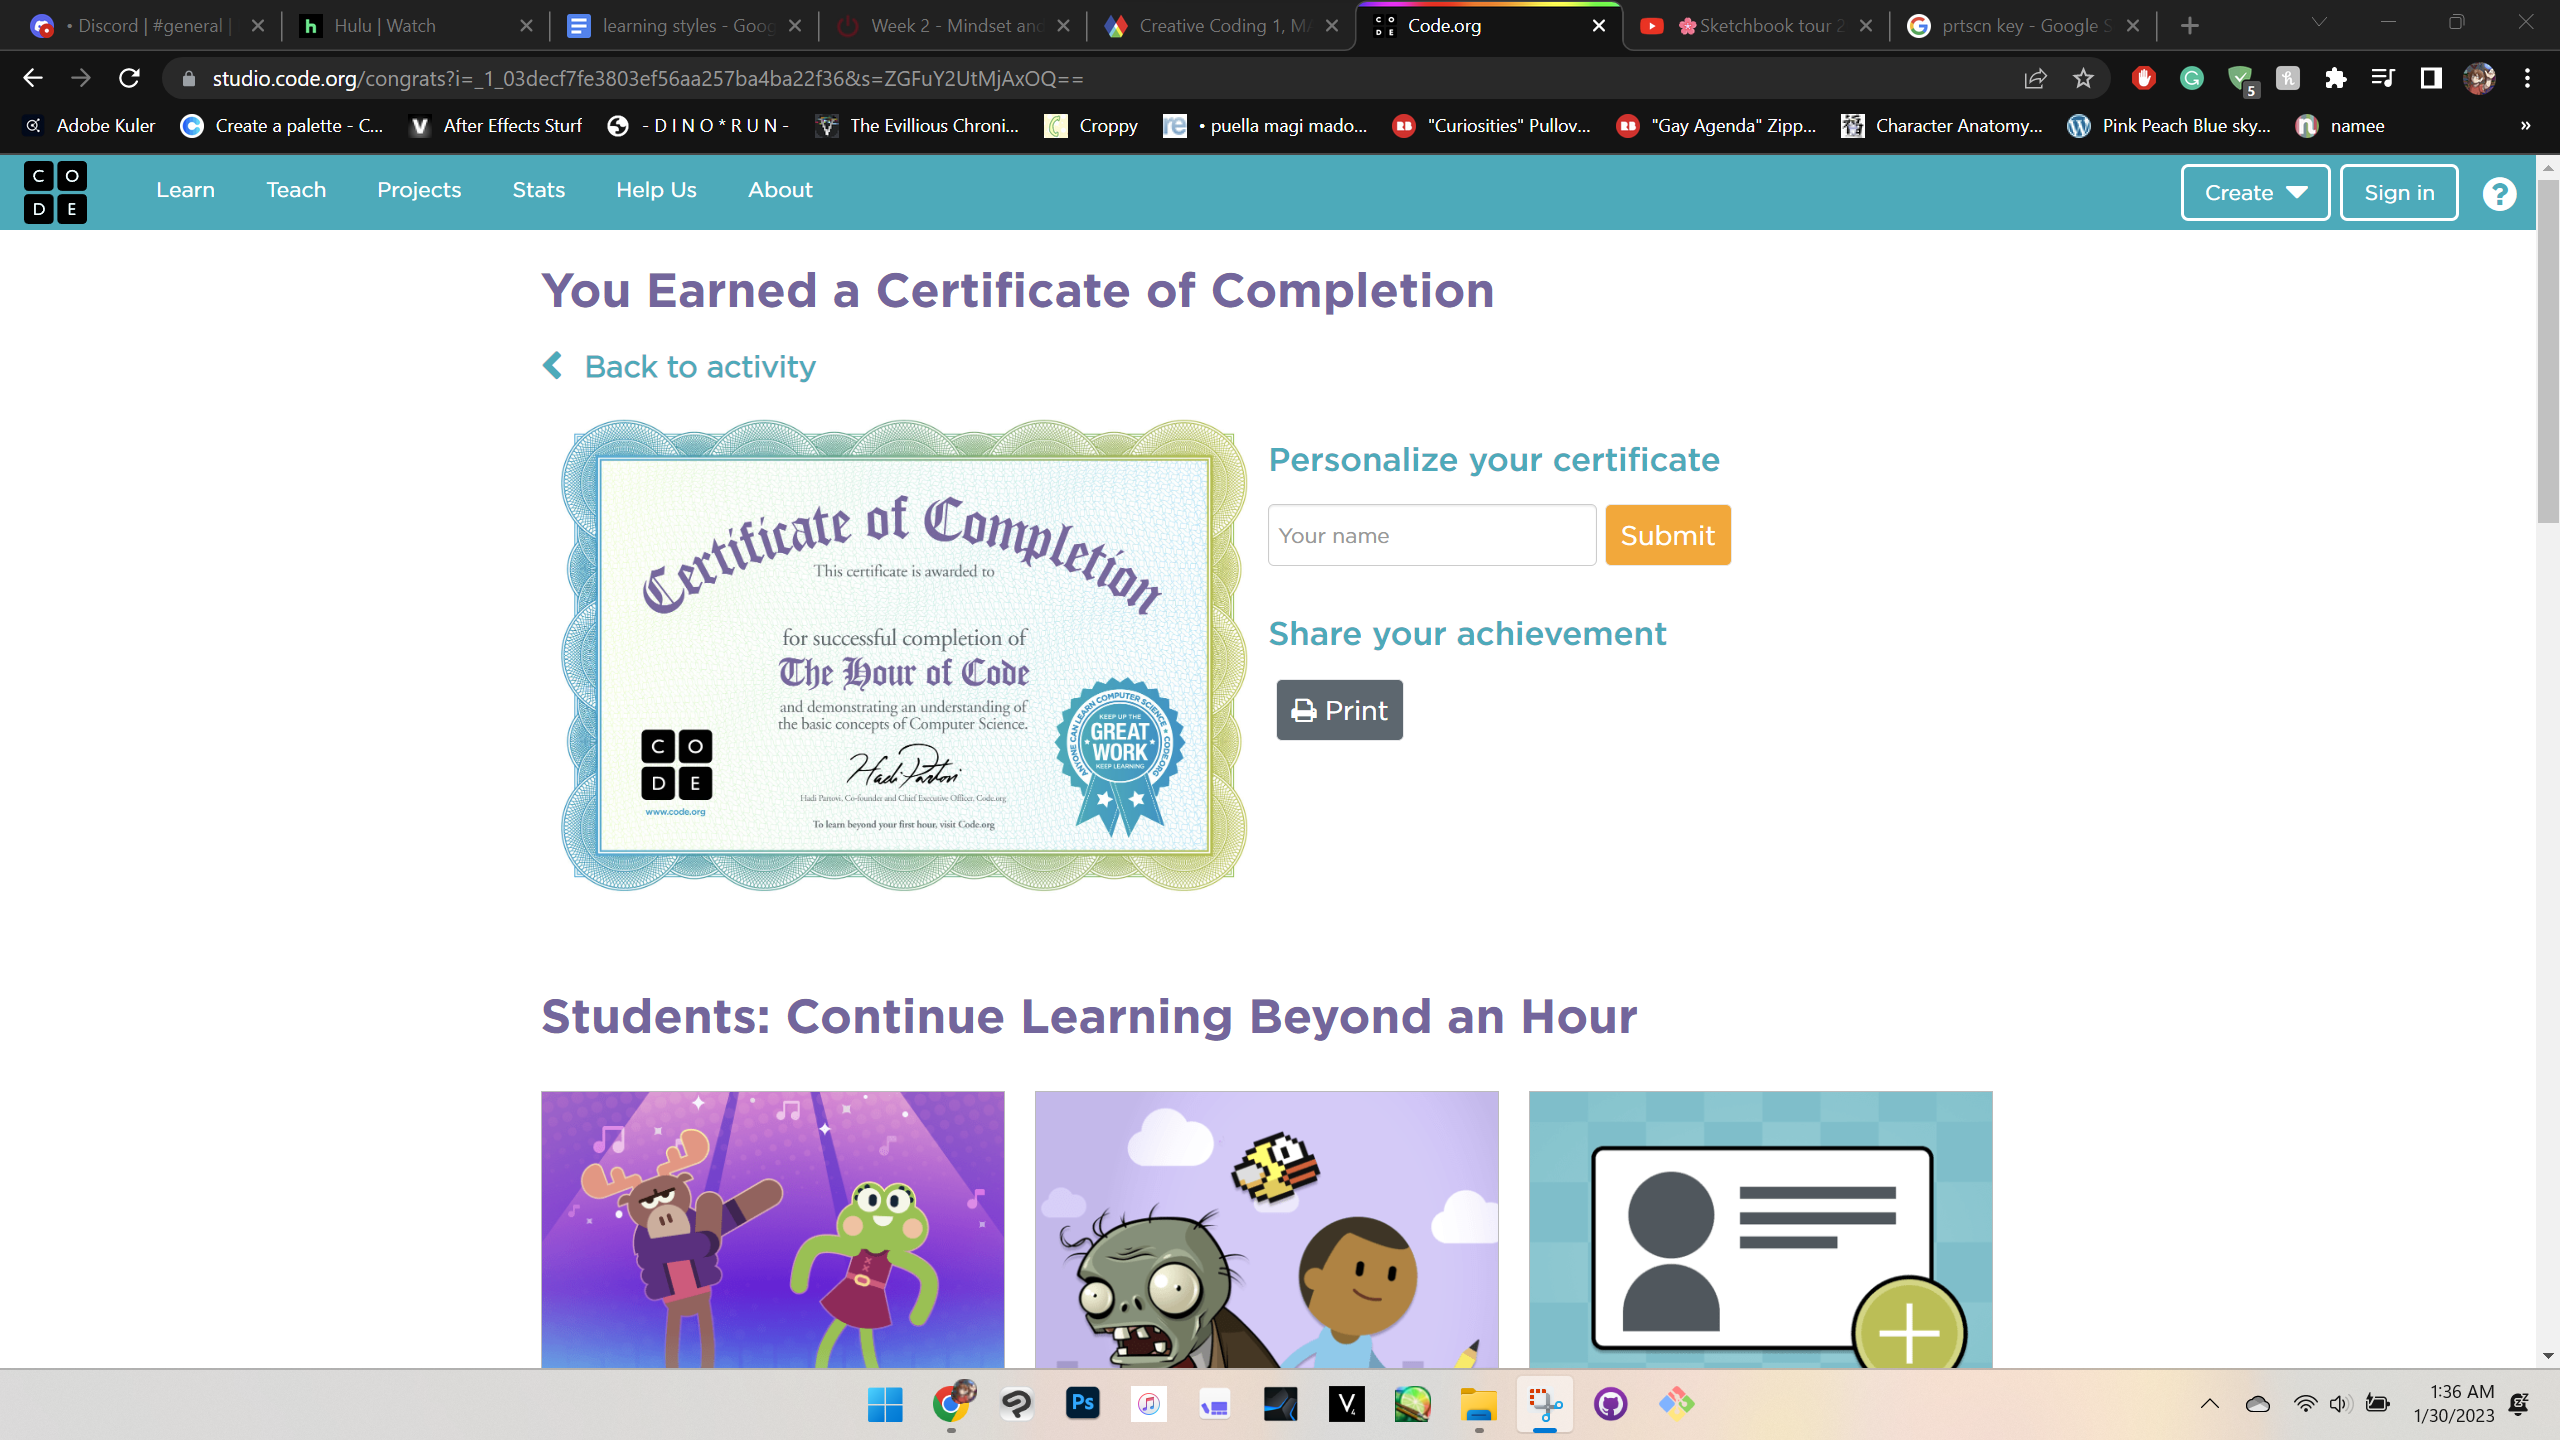 • Discord | #general |
Hulu | Watch
learning styles - Goog
Week 2 - Mindset and
Creative Coding 1, MA
Code.org
🌸Sketchbook tour 2
prtscn key - Google S
studio.code.org/congrats?i=_1_03decf7fe3803ef56aa257ba4ba22f36&s=ZGFuY2UtMjAxOQ==
5
Adobe Kuler
Create a palette - C...
After Effects Sturf
- D I N O * R U N -
The Evillious Chroni...
Croppy
• puella magi mado...
"Curiosities" Pullov...
"Gay Agenda" Zipp...
Character Anatomy...
Pink Peach Blue sky...
namee
»
C O
D E
Learn
Teach
Projects
Stats
Help Us
About
Create
Sign in
?
You Earned a Certificate of Completion
Back to activity
Certificate of Completion
This certificate is awarded to
for successful completion of
The Hour of Code
and demonstrating an understanding of
the basic concepts of Computer Science.
Hadi Partovi
Hadi Partovi, Co-founder and Chief Executive Officer, Code.org
To learn beyond your first hour, visit Code.org
C O
D E
www.code.org
ANYONE CAN LEARN COMPUTER SCIENCE
CODE.ORG
KEEP UP THE
GREAT
WORK
KEEP LEARNING
Personalize your certificate
Your name
Submit
Share your achievement
Print
Students: Continue Learning Beyond an Hour
Ps
V4
1:36 AM
1/30/2023